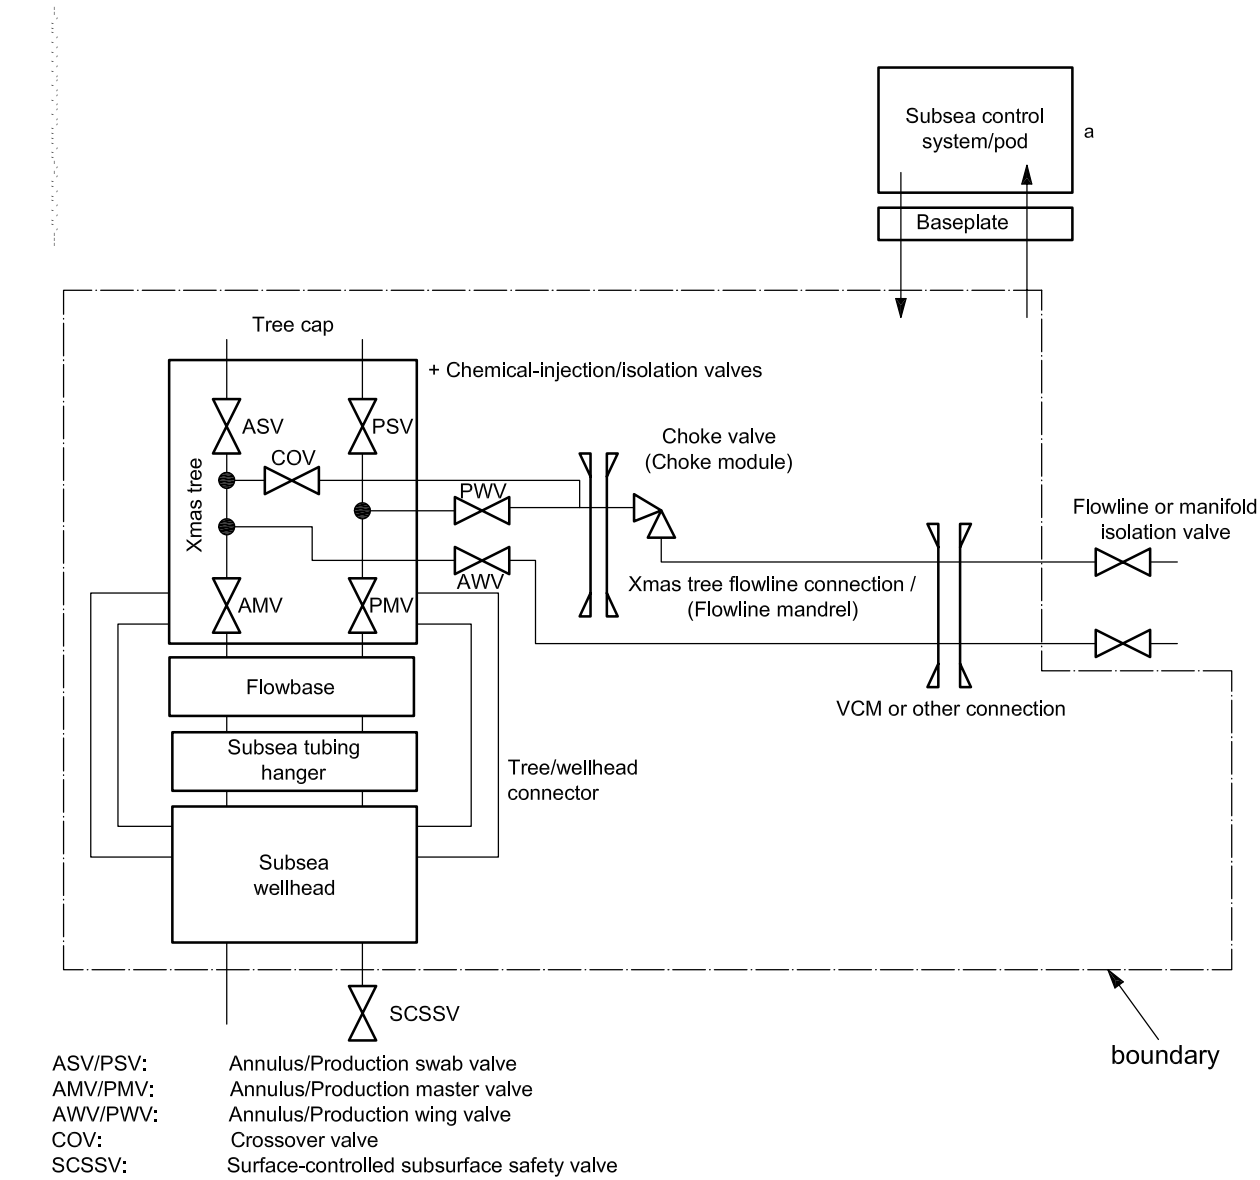 Subsea control
system/pod
a
Baseplate
Tree cap
+ Chemical-injection/isolation valves
ASV
PSV
COV
Xmas tree
PWV
AWV
AMV
PMV
Choke valve
(Choke module)
Flowline or manifold
isolation valve
Xmas tree flowline connection /
(Flowline mandrel)
VCM or other connection
Flowbase
Subsea tubing
hanger
Tree/wellhead
connector
Subsea
wellhead
SCSSV
boundary
ASV/PSV: Annulus/Production swab valve
AMV/PMV: Annulus/Production master valve
AWV/PWV: Annulus/Production wing valve
COV: Crossover valve
SCSSV: Surface-controlled subsurface safety valve